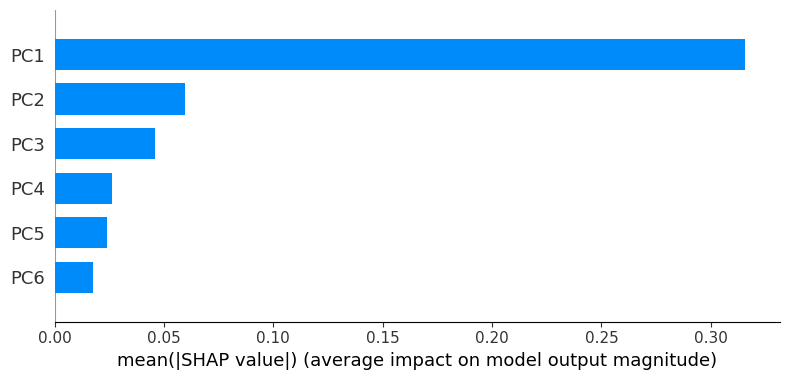 PC1
PC2
PC3
PC4
PC5
PC6
0.00 0.05 0.10 0.15 0.20 0.25 0.30
mean(|SHAP value|) (average impact on model output magnitude)